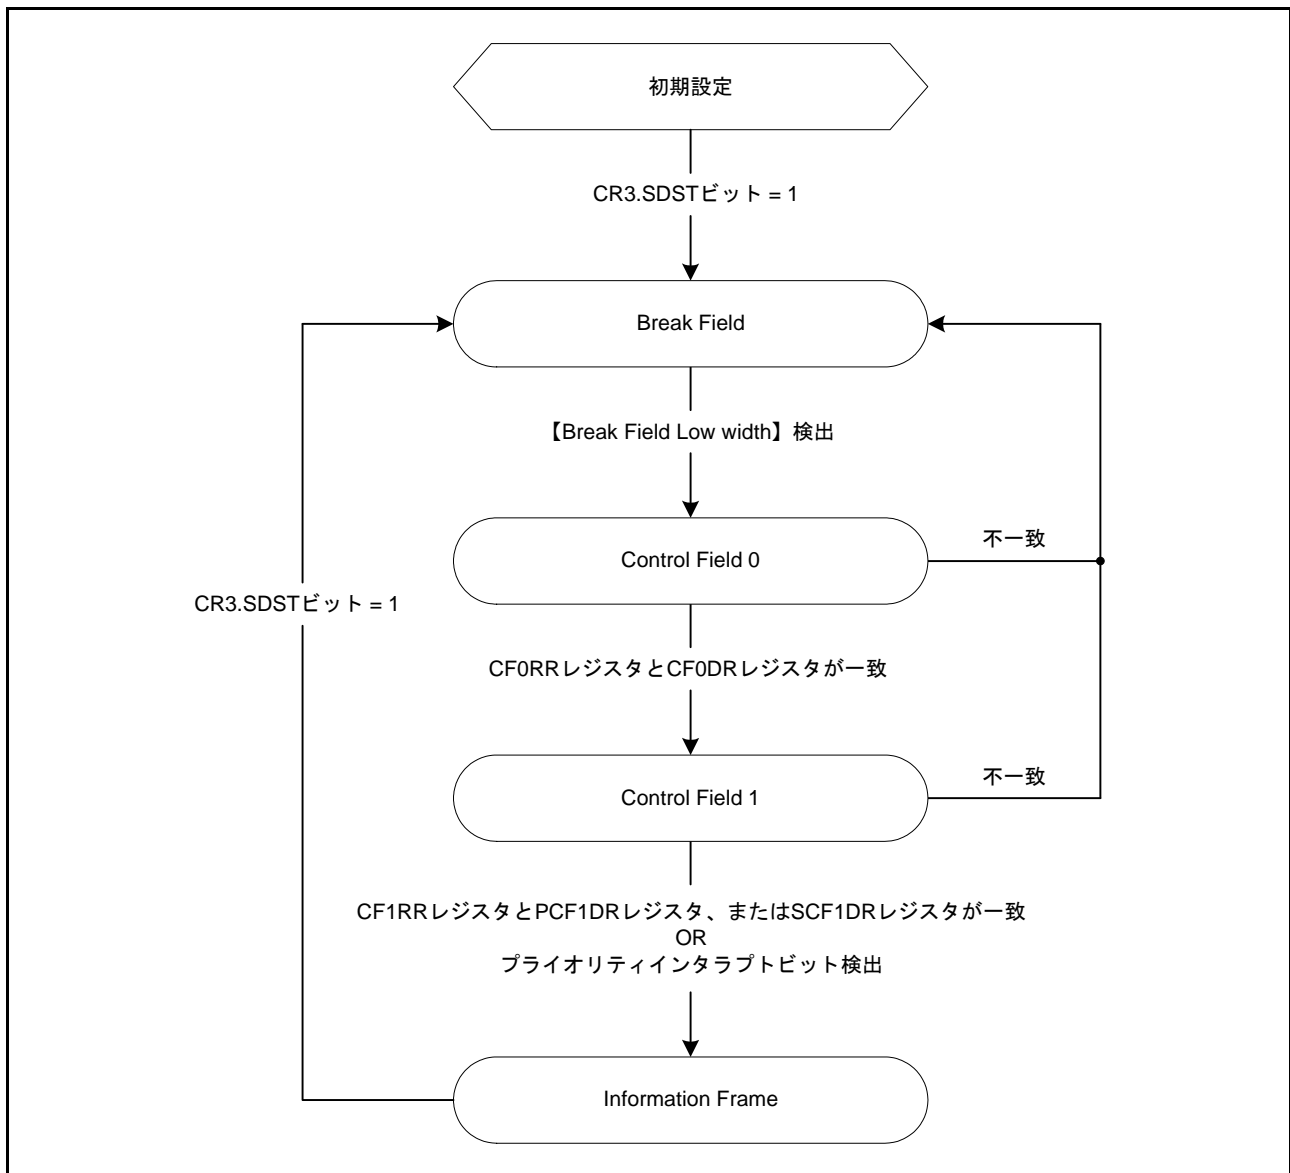 初期設定
CR3.SDSTビット = 1
Break Field
【Break Field Low width】検出
Control Field 0
不一致
CR3.SDSTビット = 1
CF0RRレジスタとCF0DRレジスタが一致
Control Field 1
不一致
CF1RRレジスタとPCF1DRレジスタ、またはSCF1DRレジスタが一致
OR
プライオリティインタラプトビット検出
Information Frame